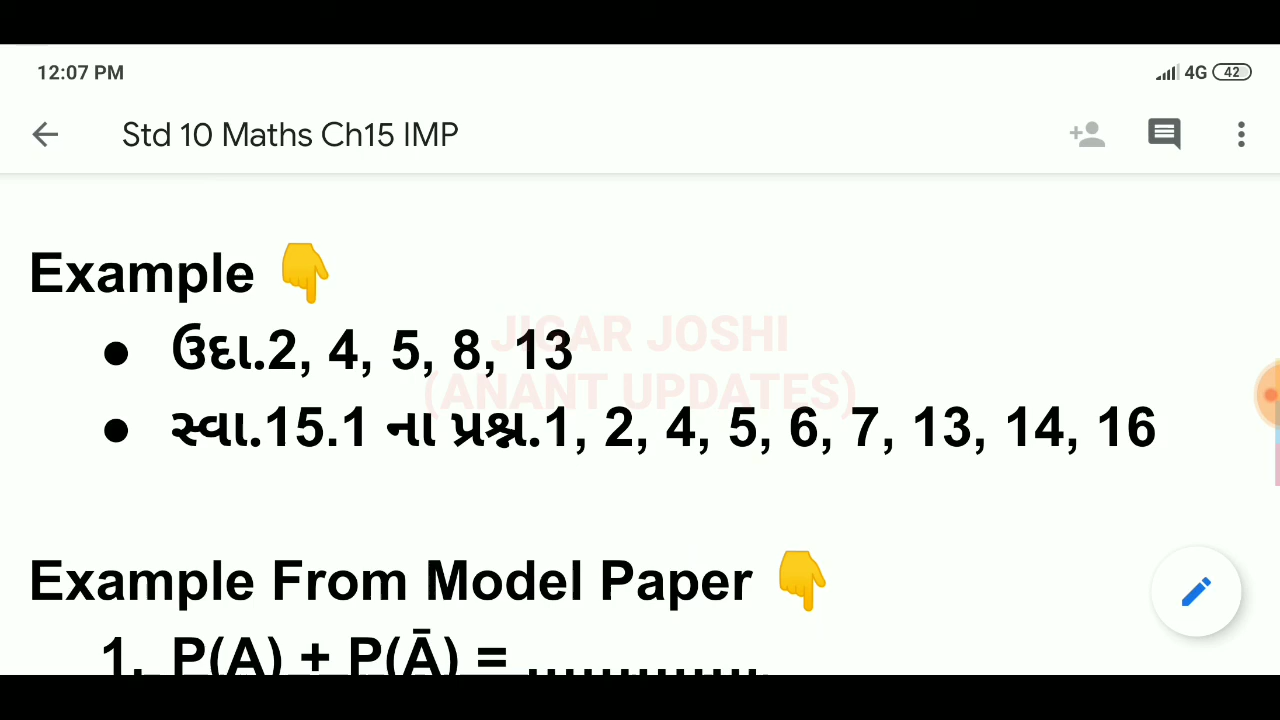 12:07 PM 4G 42
Std 10 Maths Ch15 IMP
Example 👇
● ઉદા.2, 4, 5, 8, 13
JIGAR JOSHI
(ANANT UPDATES)
● સ્વા.15.1 ના પ્રશ્ન.1, 2, 4, 5, 6, 7, 13, 14, 16
Example From Model Paper 👇
1. P(A) + P(Ā) = .............